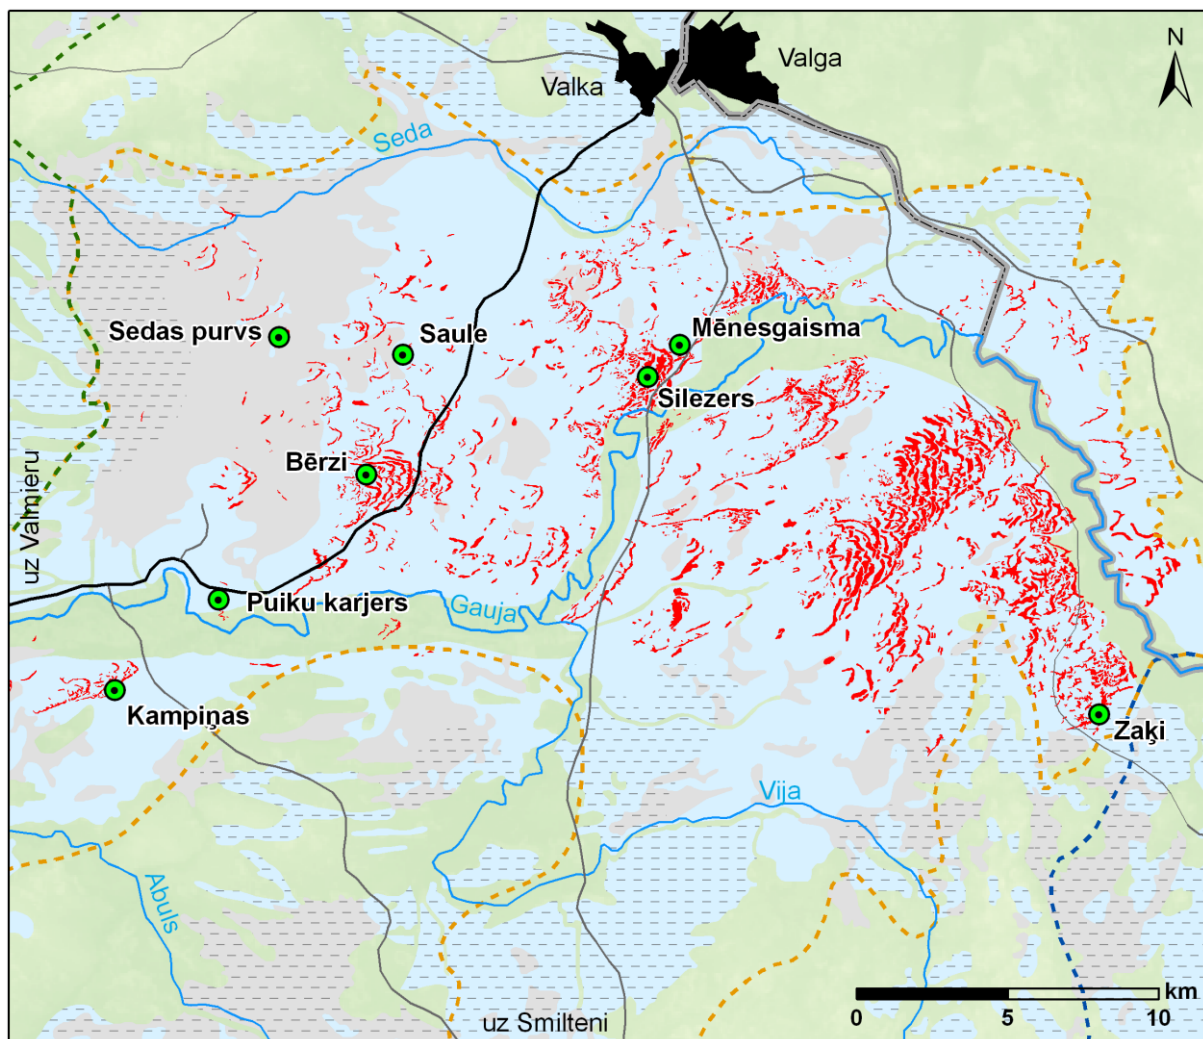 N
Valga
Valka
Seda
Mēnesgaisma
Sedas purvs
Saule
Silezers
Bērzi
uz Valmieru
Puiku karjers
Gauja
Kampiņas
Zaķi
Vija
Abuls
km
0 5 10
uz Smilteni